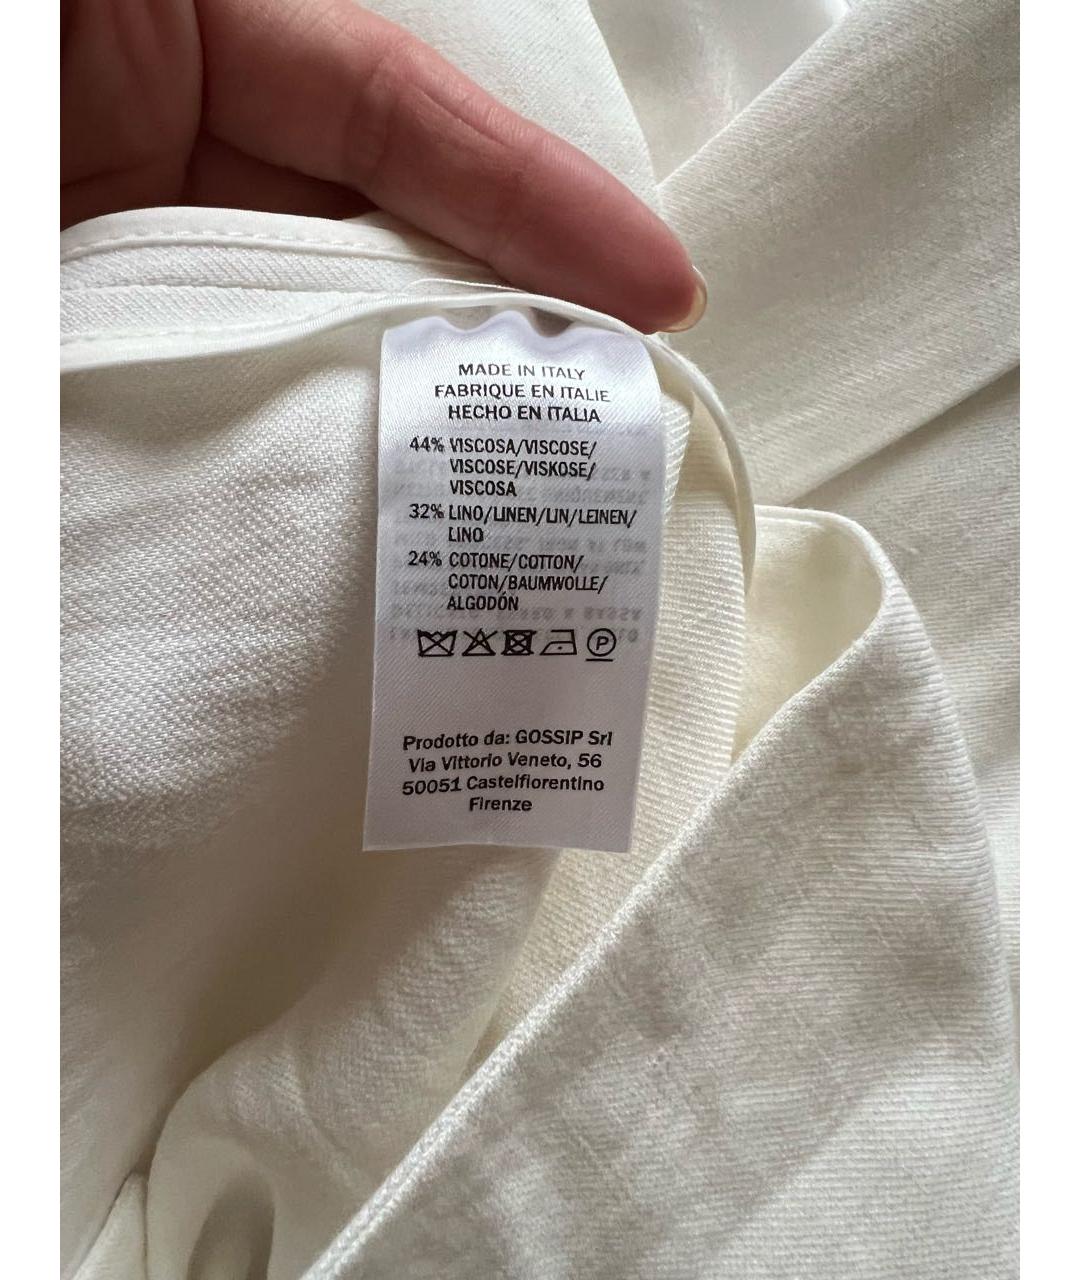 MADE IN ITALY
FABRIQUE EN ITALIE
HECHO EN ITALIA
44% VISCOSA/VISCOSE/
VISCOSE/VISKOSE/
VISCOSA
32% LINO/LINEN/LIN/LEINEN/
LINO
24% COTONE/COTTON/
COTON/BAUMWOLLE/
ALGODÓN
P
Prodotto da: GOSSIP Srl
Via Vittorio Veneto, 56
50051 Castelfiorentino
Firenze